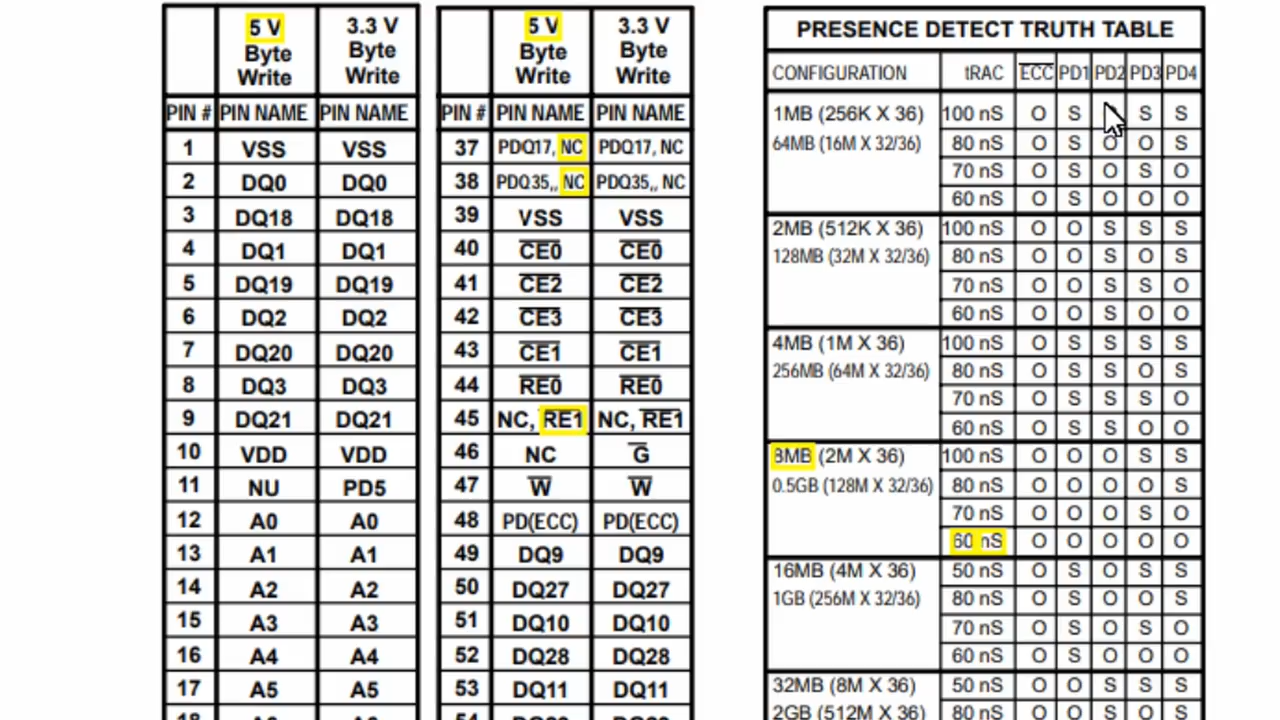 5 V Byte Write 3.3 V Byte Write
PIN # PIN NAME PIN NAME
1 VSS VSS
2 DQ0 DQ0
3 DQ18 DQ18
4 DQ1 DQ1
5 DQ19 DQ19
6 DQ2 DQ2
7 DQ20 DQ20
8 DQ3 DQ3
9 DQ21 DQ21
10 VDD VDD
11 NU PD5
12 A0 A0
13 A1 A1
14 A2 A2
15 A3 A3
16 A4 A4
17 A5 A5
5 V Byte Write 3.3 V Byte Write
PIN # PIN NAME PIN NAME
37 PDQ17, NC PDQ17, NC
38 PDQ35,, NC PDQ35,, NC
39 VSS VSS
40 CE0 CE0
41 CE2 CE2
42 CE3 CE3
43 CE1 CE1
44 RE0 RE0
45 NC, RE1 NC, RE1
46 NC G
47 W W
48 PD(ECC) PD(ECC)
49 DQ9 DQ9
50 DQ27 DQ27
51 DQ10 DQ10
52 DQ28 DQ28
53 DQ11 DQ11
PRESENCE DETECT TRUTH TABLE
CONFIGURATION tRAC ECC PD1 PD2 PD3 PD4
1MB (256K X 36) 100 nS O S S S
64MB (16M X 32/36) 80 nS O S O O S
70 nS O S O S O
60 nS O S O O O
2MB (512K X 36) 100 nS O O S S S
128MB (32M X 32/36) 80 nS O O S O S
70 nS O O S S O
60 nS O O S O O
4MB (1M X 36) 100 nS O S S S S
256MB (64M X 32/36) 80 nS O S S O S
70 nS O S S S O
60 nS O S S O O
8MB (2M X 36) 100 nS O O O S S
0.5GB (128M X 32/36) 80 nS O O O O S
70 nS O O O S O
60 nS O O O O O
16MB (4M X 36) 50 nS O S O S S
1GB (256M X 32/36) 80 nS O S O O S
70 nS O S O S O
60 nS O S O O O
32MB (8M X 36) 50 nS O O S S S
2GB (512M X 36) 80 nS O O S O S